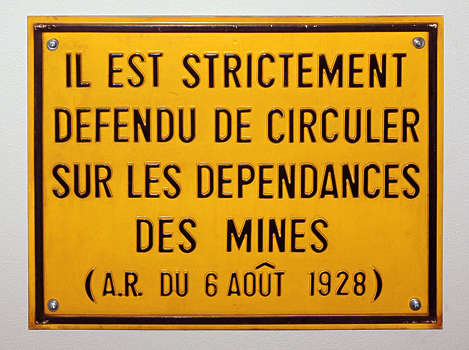 IL EST STRICTEMENT
DEFENDU DE CIRCULER
SUR LES DEPENDANCES
DES MINES
(A.R. DU 6 AOÛT 1928)